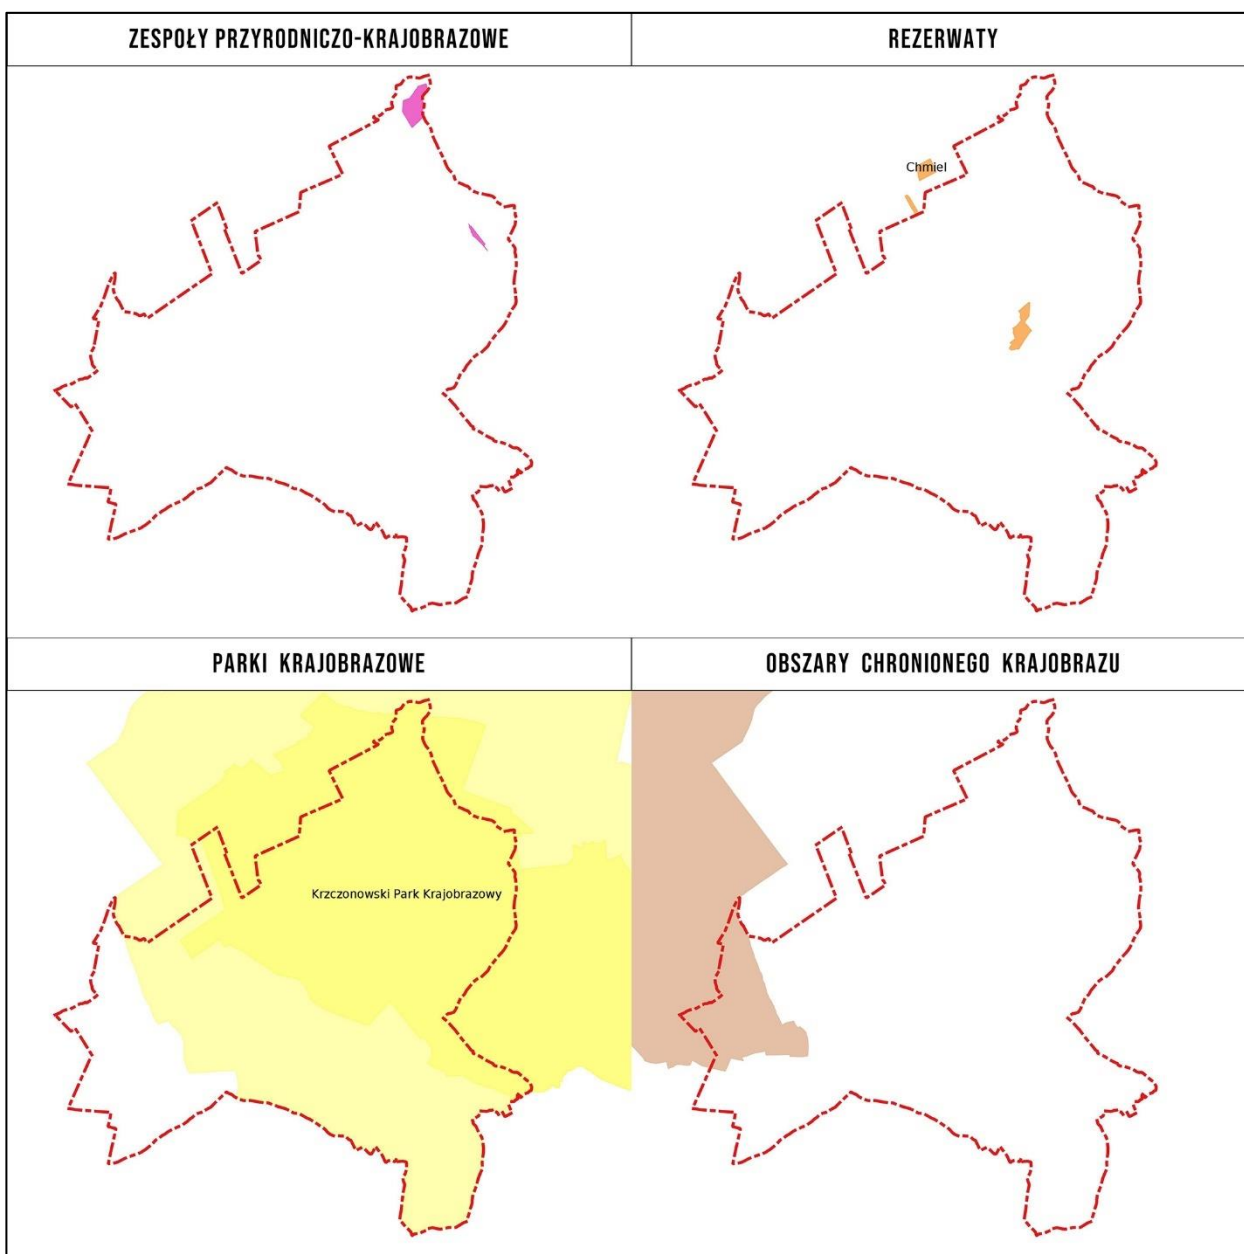 ZESPOŁY PRZYRODNICZO-KRAJOBRAZOWE
REZERWATY
Chmiel
PARKI KRAJOBRAZOWE
OBSZARY CHRONIONEGO KRAJOBRAZU
Krzczonowski Park Krajobrazowy